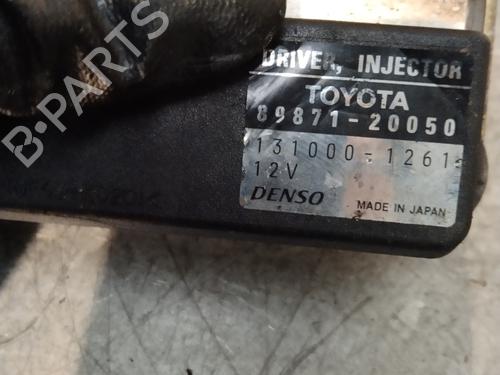 B-PARTS
DRIVER, INJECTOR
TOYOTA
89871-20050
131000-1261
12V
DENSO MADE IN JAPAN